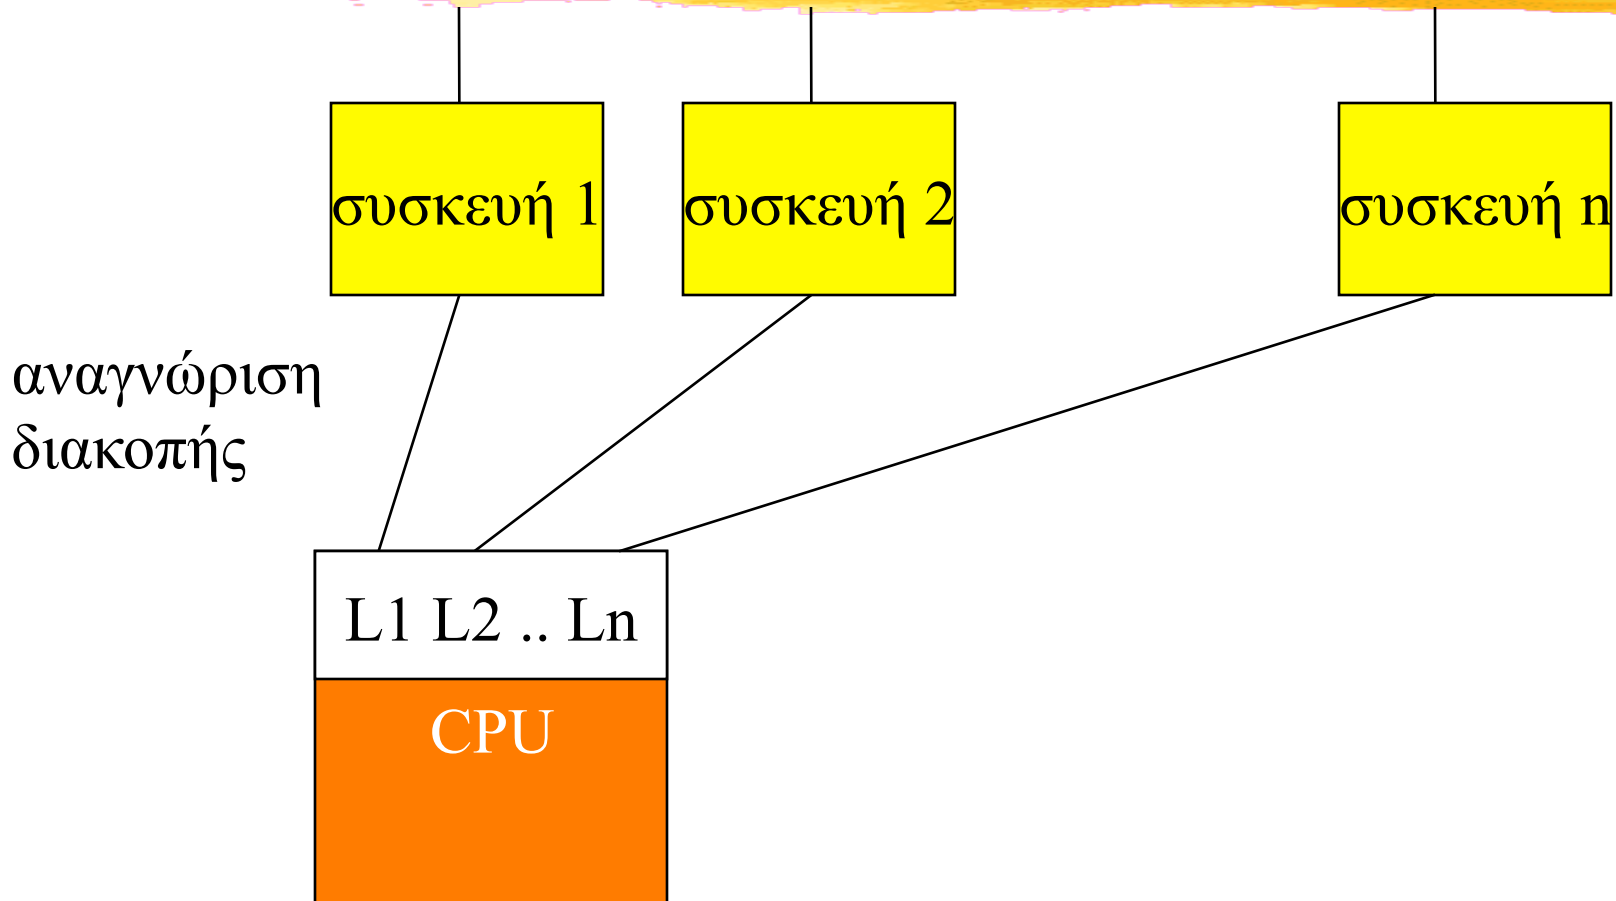 συσκευή 1
συσκευή 2
συσκευή n
αναγνώριση
διακοπής
L1 L2 .. Ln
CPU